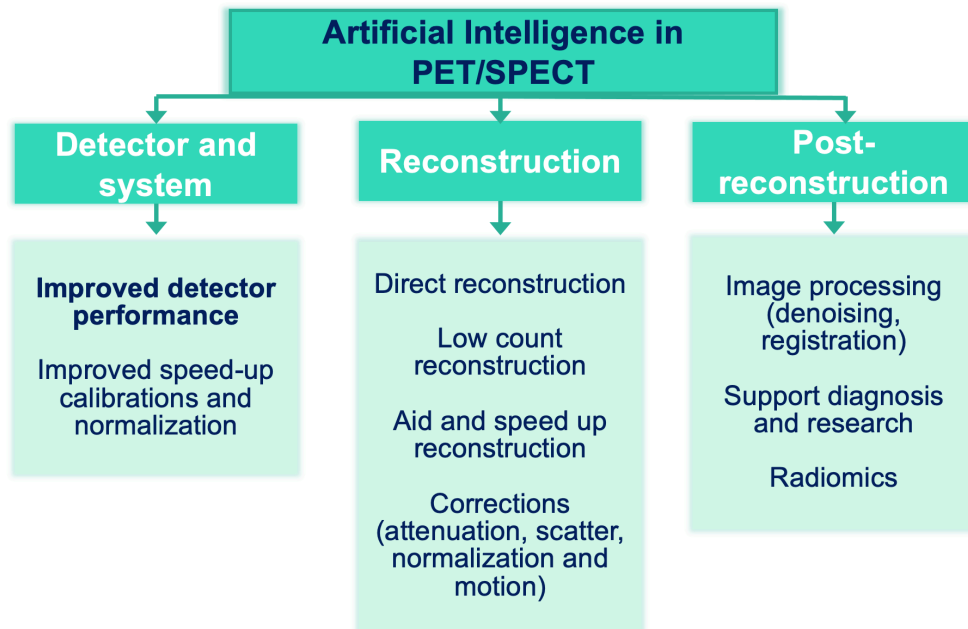 Artificial Intelligence in
PET/SPECT
Detector and
system
Improved detector
performance
Improved speed-up
calibrations and
normalization
Reconstruction
Direct reconstruction
Low count
reconstruction
Aid and speed up
reconstruction
Corrections
(attenuation, scatter,
normalization and
motion)
Post-
reconstruction
Image processing
(denoising,
registration)
Support diagnosis
and research
Radiomics